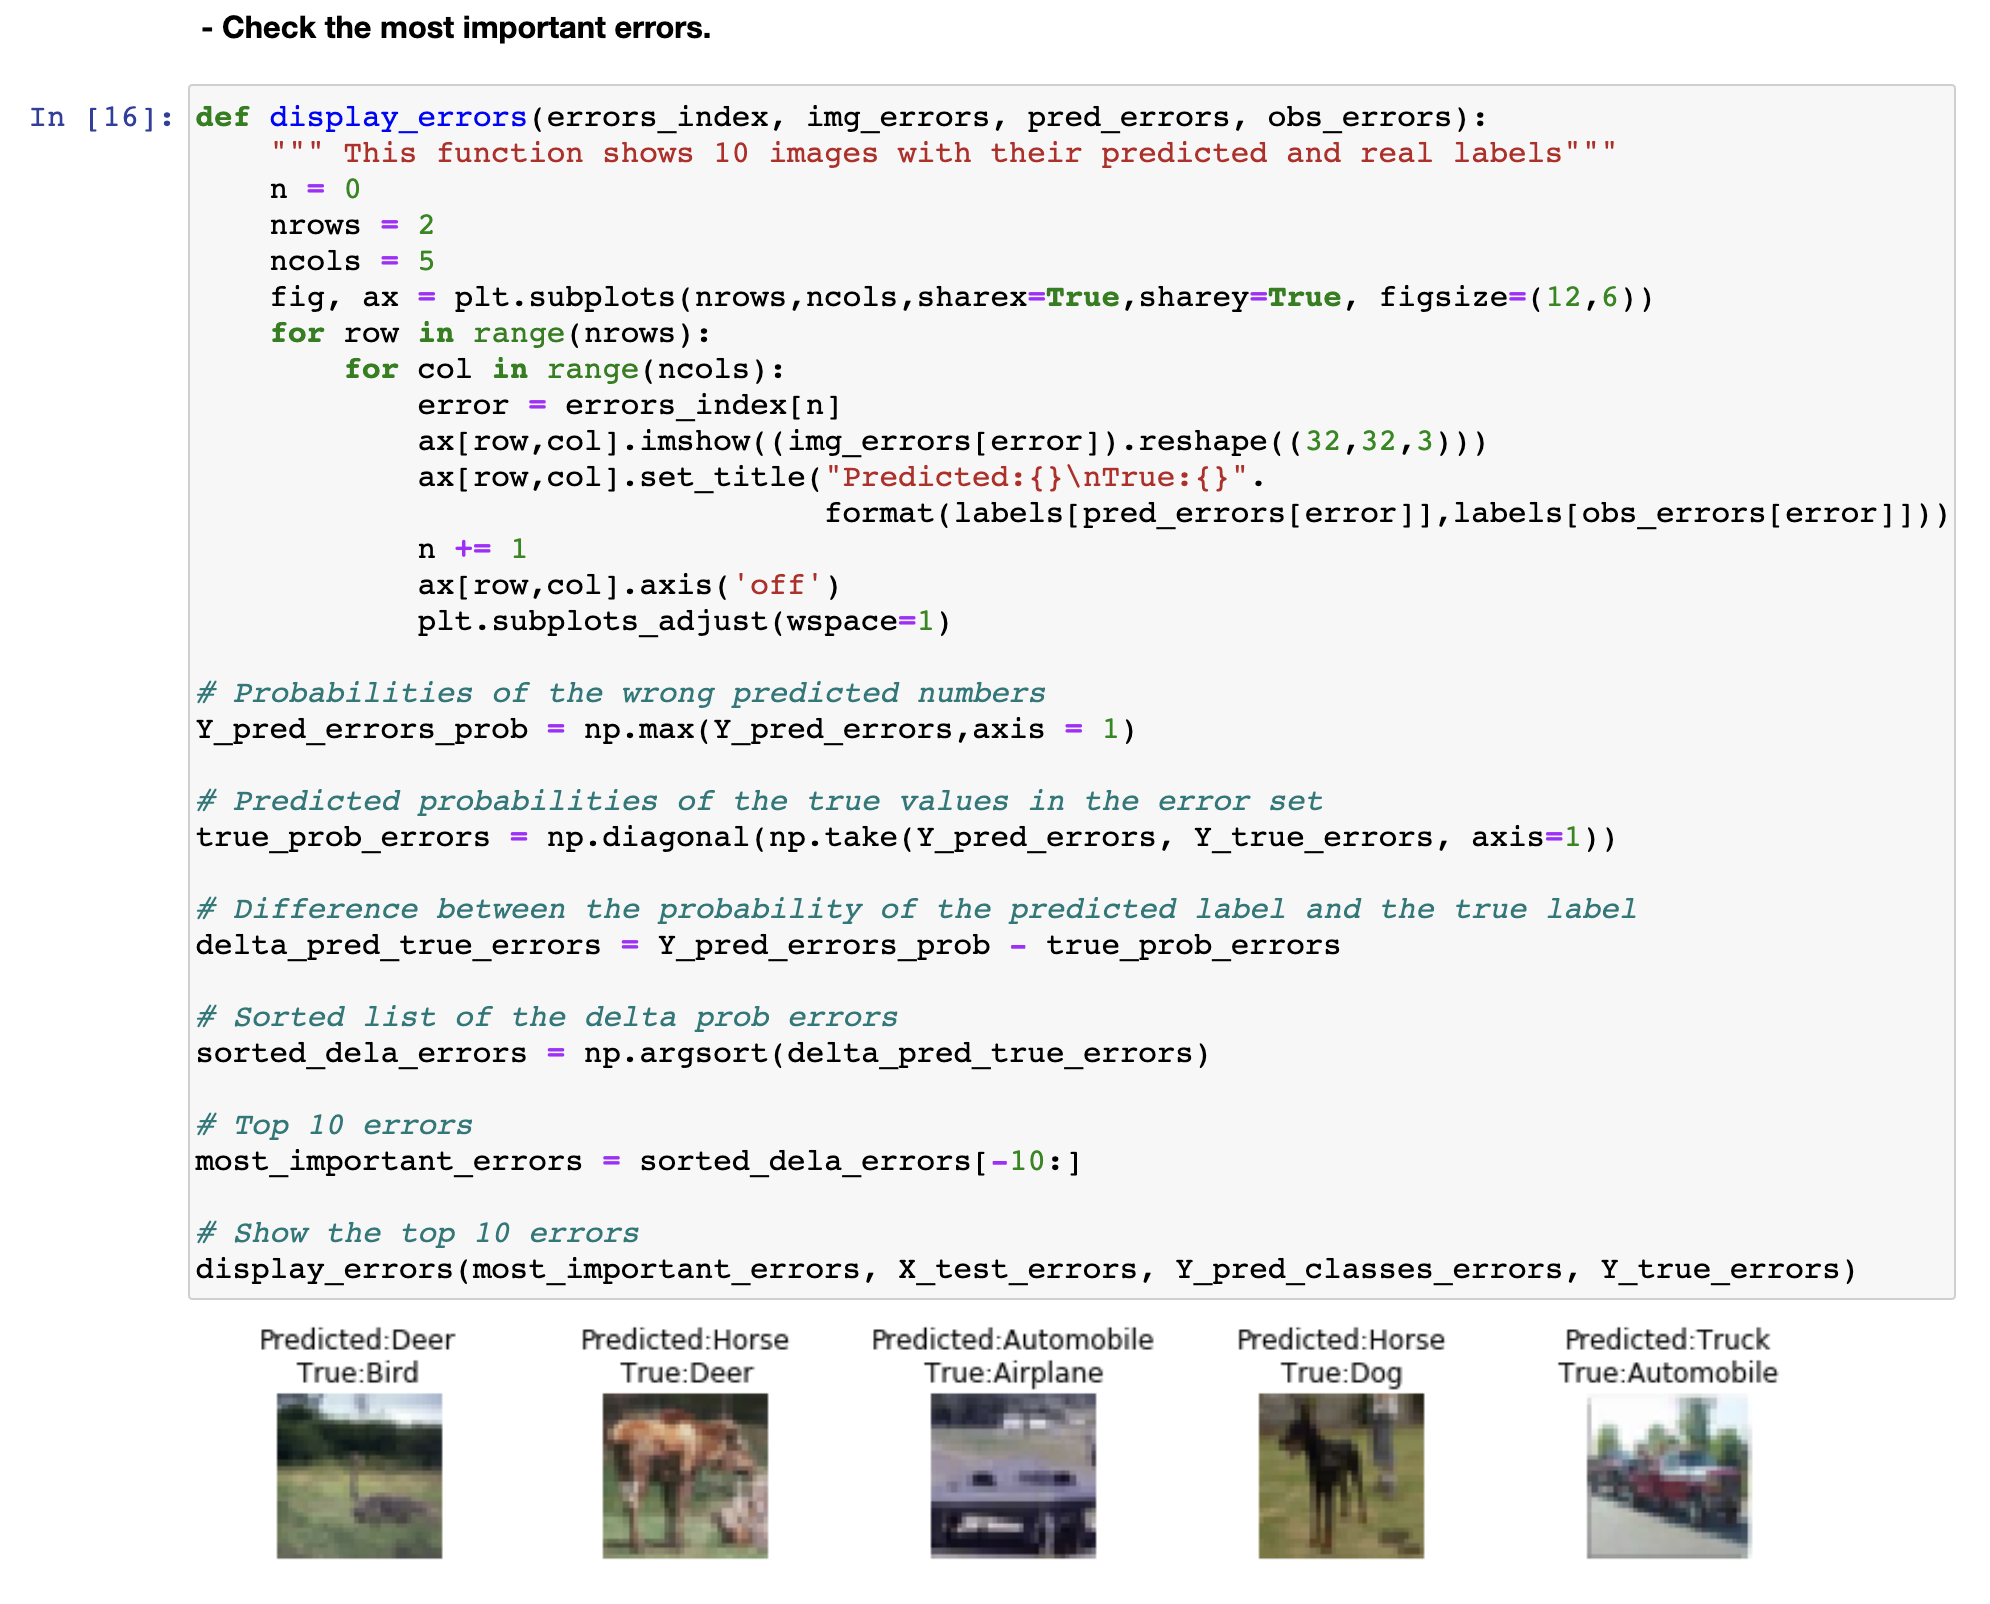 - Check the most important errors.
In [16]:
def display_errors(errors_index, img_errors, pred_errors, obs_errors):
    """ This function shows 10 images with their predicted and real labels"""
    n = 0
    nrows = 2
    ncols = 5
    fig, ax = plt.subplots(nrows,ncols,sharex=True,sharey=True, figsize=(12,6))
    for row in range(nrows):
        for col in range(ncols):
            error = errors_index[n]
            ax[row,col].imshow((img_errors[error]).reshape((32,32,3)))
            ax[row,col].set_title("Predicted:{}\nTrue:{}".
                                  format(labels[pred_errors[error]],labels[obs_errors[error]]))
            n += 1
            ax[row,col].axis('off')
            plt.subplots_adjust(wspace=1)
# Probabilities of the wrong predicted numbers
Y_pred_errors_prob = np.max(Y_pred_errors,axis = 1)
# Predicted probabilities of the true values in the error set
true_prob_errors = np.diagonal(np.take(Y_pred_errors, Y_true_errors, axis=1))
# Difference between the probability of the predicted label and the true label
delta_pred_true_errors = Y_pred_errors_prob - true_prob_errors
# Sorted list of the delta prob errors
sorted_dela_errors = np.argsort(delta_pred_true_errors)
# Top 10 errors
most_important_errors = sorted_dela_errors[-10:]
# Show the top 10 errors
display_errors(most_important_errors, X_test_errors, Y_pred_classes_errors, Y_true_errors)
Predicted:Deer
True:Bird
Predicted:Horse
True:Deer
Predicted:Automobile
True:Airplane
Predicted:Horse
True:Dog
Predicted:Truck
True:Automobile